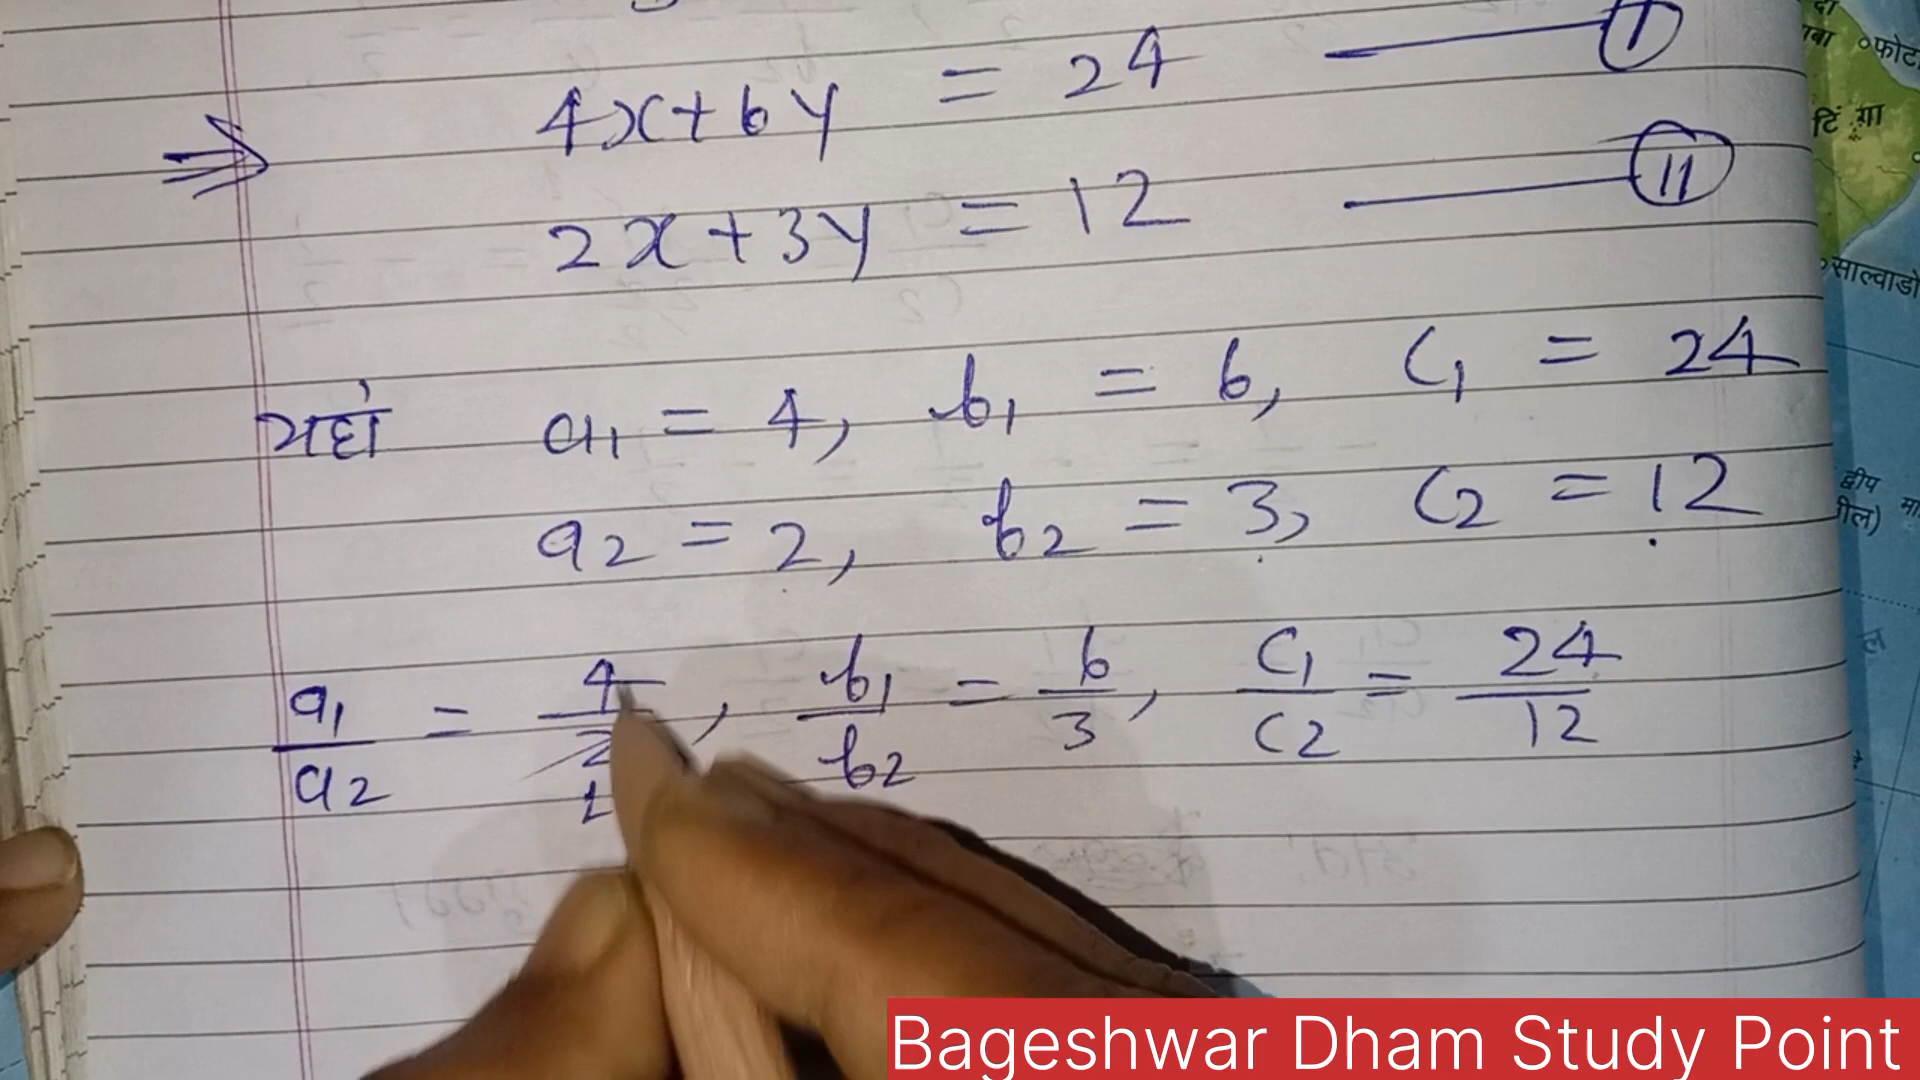 4x+6y = 24 — I
⇒
2x+3y = 12 — II
यहां a1 = 4, b1 = 6, C1 = 24
a2 = 2, b2 = 3, C2 = 12
a1/a2 = 4/2, b1/b2 = 6/3, C1/C2 = 24/12
1
Bageshwar Dham Study Point
टिं
साल्वाडो
द्वीप